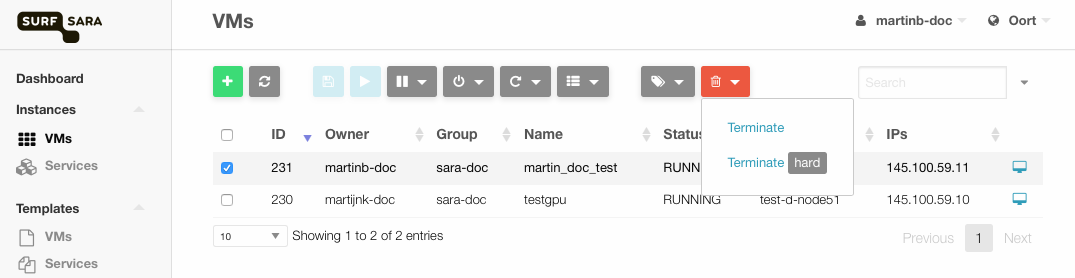 SURF SARA
VMs
martinb-doc
Oort
Dashboard
Instances
VMs
Services
Templates
VMs
Services
Search
Terminate
Terminate hard
ID Owner Group Name Status IPs
231 martinb-doc sara-doc martin_doc_test RUNN 145.100.59.11
230 martijnk-doc sara-doc testgpu RUNNING test-d-node51 145.100.59.10
10 Showing 1 to 2 of 2 entries
Previous 1 Next